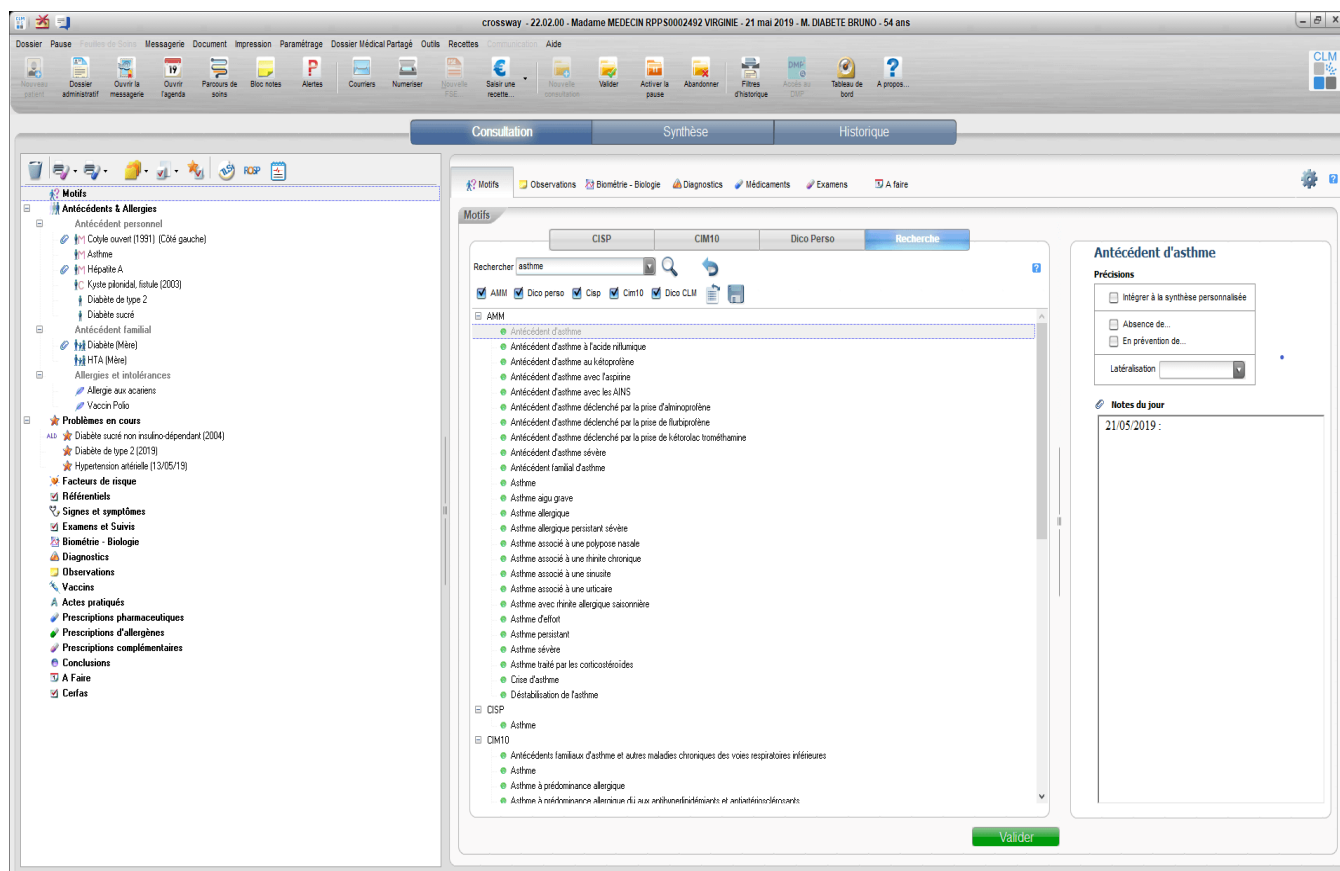 crossway - 22.02.00 - Madame MEDECIN RPPS0002492 VIRGINIE - 21 mai 2019 - M. DIABETE BRUNO - 54 ans
Dossier Pause Feuilles de Soins Messagerie Document Impression Paramétrage Dossier Médical Partagé Outils Recettes Communication Aide
CLM
Nouveau patient
Dossier administratif
Ouvrir la messagerie
19
Ouvrir l'agenda
Parcours de soins
Bloc notes
Alertes
Courriers
Numeriser
Nouvelle FSE...
Saisir une recette...
Nouvelle consultation
Valider
Activer la pause
Abandonner
Filtres d'historique
DMP
Accès au DMP
Tableau de bord
A propos...
Consultation Synthèse Historique
ROSP
Motifs
Antécédents & Allergies
Antécédent personnel
Cotyle ouvert (1991) (Côté gauche)
Asthme
Hépatite A
Kyste pilonidal, fistule (2003)
Diabète de type 2
Diabète sucré
Antécédent familial
Diabète (Mère)
HTA (Mère)
Allergies et intolérances
Allergie aux acariens
Vaccin Polio
Problèmes en cours
ALD Diabète sucré non insulino-dépendant (2004)
Diabète de type 2 (2019)
Hypertension artérielle (13/05/19)
Facteurs de risque
Référentiels
Signes et symptômes
Examens et Suivis
Biométrie - Biologie
Diagnostics
Observations
Vaccins
Actes pratiqués
Prescriptions pharmaceutiques
Prescriptions d'allergènes
Prescriptions complémentaires
Conclusions
A Faire
Cerfas
Motifs Observations Biométrie - Biologie Diagnostics Médicaments Examens A faire
Motifs
CISP CIM10 Dico Perso Recherche
Rechercher asthme
AMM Dico perso Cisp Cim10 Dico CLM
AMM
Antécédent d'asthme
Antécédent d'asthme à l'acide niflumique
Antécédent d'asthme au kétoprofène
Antécédent d'asthme avec l'aspirine
Antécédent d'asthme avec les AINS
Antécédent d'asthme déclenché par la prise d'alminoprofène
Antécédent d'asthme déclenché par la prise de flurbiprofène
Antécédent d'asthme déclenché par la prise de kétorolac trométhamine
Antécédent d'asthme sévère
Antécédent familial d'asthme
Asthme
Asthme aigu grave
Asthme allergique
Asthme allergique persistant sévère
Asthme associé à une polypose nasale
Asthme associé à une rhinite chronique
Asthme associé à une sinusite
Asthme associé à une urticaire
Asthme avec rhinite allergique saisonnière
Asthme d'effort
Asthme persistant
Asthme sévère
Asthme traité par les corticostéroïdes
Crise d'asthme
Déstabilisation de l'asthme
CISP
Asthme
CIM10
Antécédents familiaux d'asthme et autres maladies chroniques des voies respiratoires inférieures
Asthme
Asthme à prédominance allergique
Asthme à prédominance allergique dû aux antihyperlipidémiants et antiartériosclérosants
Valider
Antécédent d'asthme
Précisions
Intégrer à la synthèse personnalisée
Absence de...
En prévention de...
Latéralisation
Notes du jour
21/05/2019 :